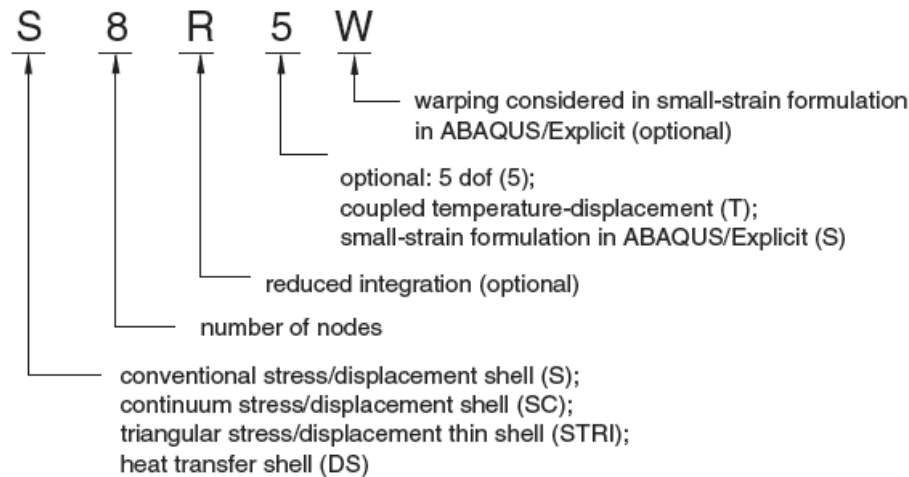 S 8 R 5 W
warping considered in small-strain formulation
in ABAQUS/Explicit (optional)
optional: 5 dof (5);
coupled temperature-displacement (T);
small-strain formulation in ABAQUS/Explicit (S)
reduced integration (optional)
number of nodes
conventional stress/displacement shell (S);
continuum stress/displacement shell (SC);
triangular stress/displacement thin shell (STRI);
heat transfer shell (DS)